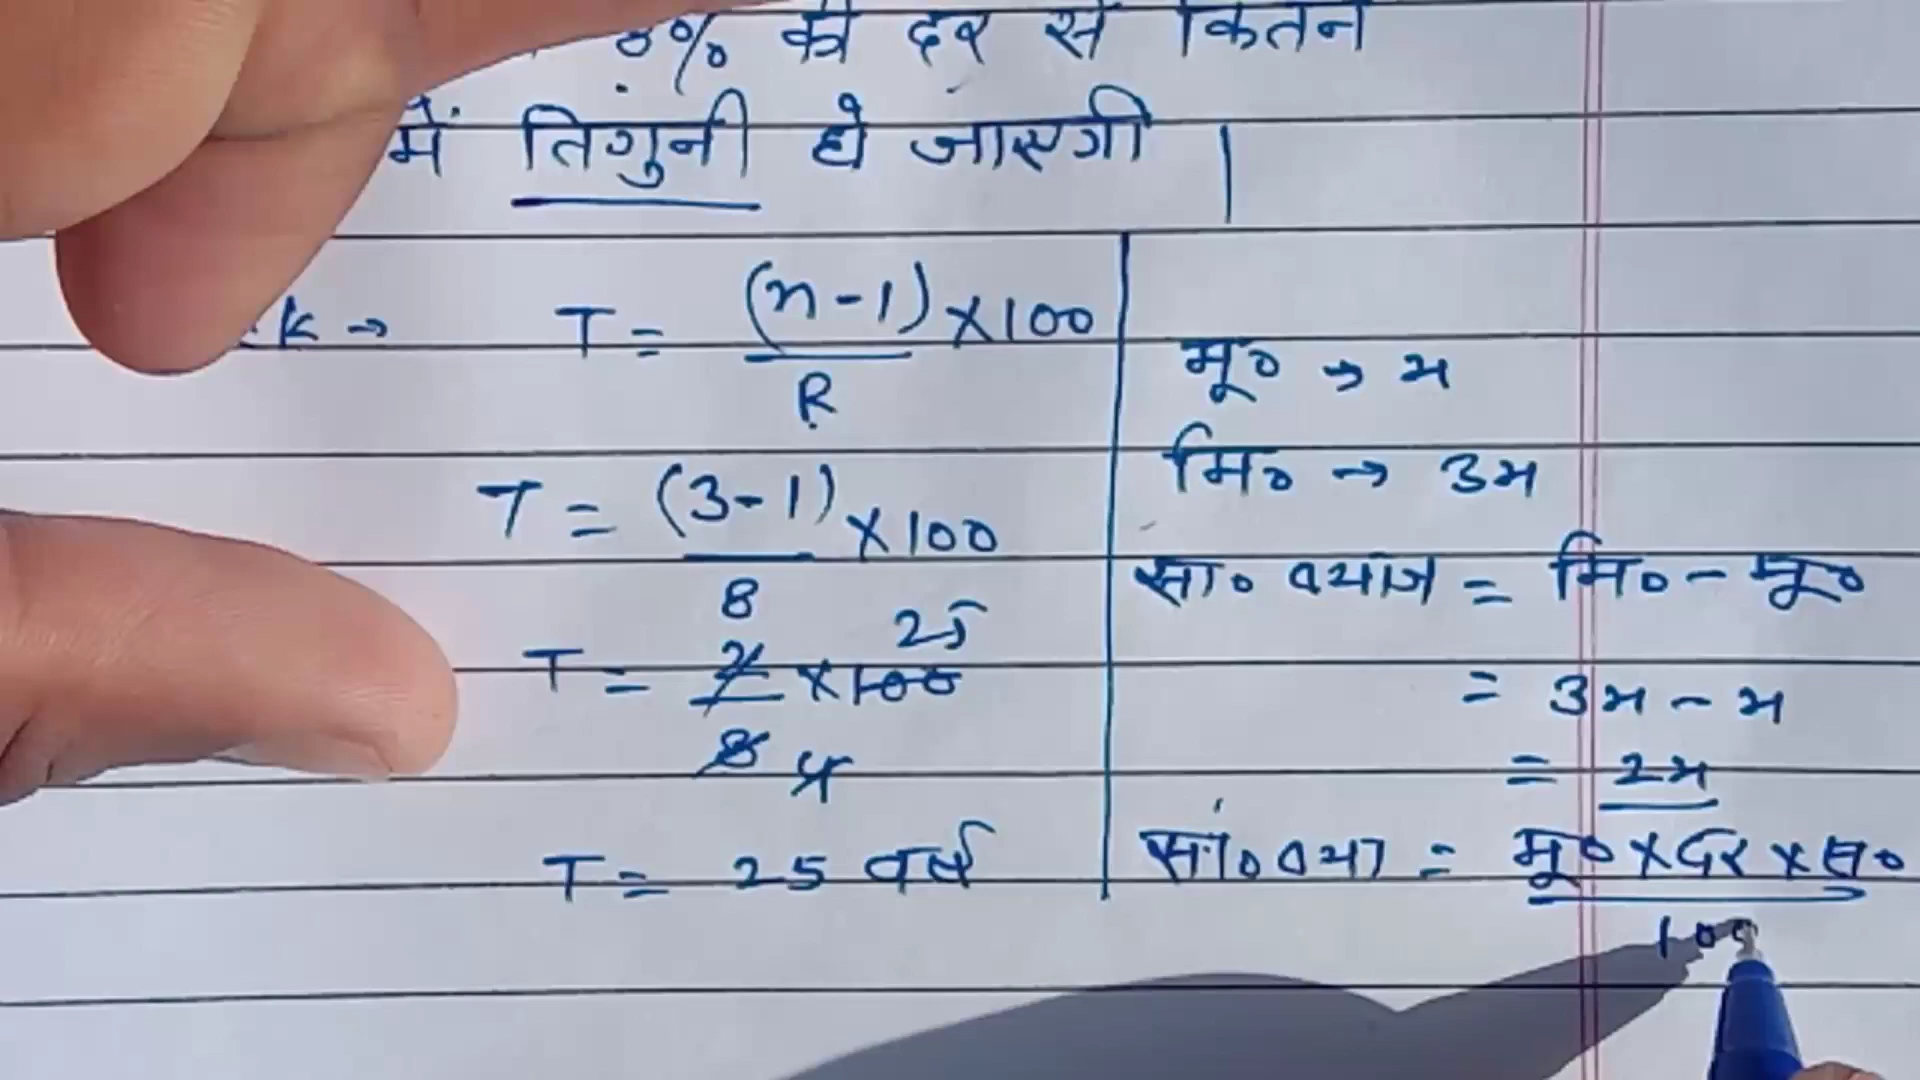 8% की दर से कितने
में तिगुनी हो जाएगी |
k → T = (n-1) × 100
R
T = (3-1) × 100
8
25
T = 2 × 100
8 4
T = 25 वर्ष
मू० → x
मि० → 3x
सा० ब्याज = मि० - मू०
= 3x - x
= 2x
सा० ब्या = मू० × दर × स०
100